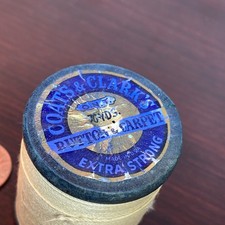 COATS & CLARK'S
YDS.
BUTTON & CARPET
EXTRA STRONG